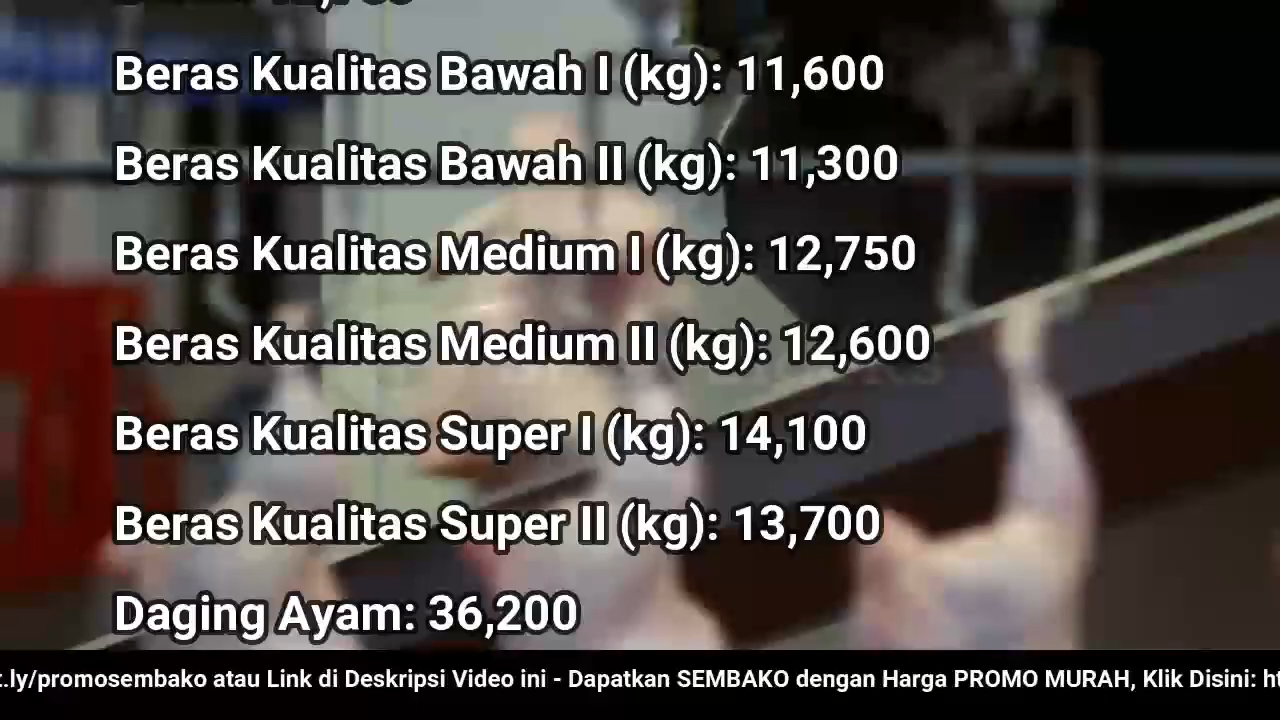 Beras Kualitas Bawah I (kg): 11,600
Beras Kualitas Bawah II (kg): 11,300
Beras Kualitas Medium I (kg): 12,750
Beras Kualitas Medium II (kg): 12,600
Beras Kualitas Super I (kg): 14,100
Beras Kualitas Super II (kg): 13,700
Daging Ayam: 36,200
.ly/promosembako atau Link di Deskripsi Video ini - Dapatkan SEMBAKO dengan Harga PROMO MURAH, Klik Disini: